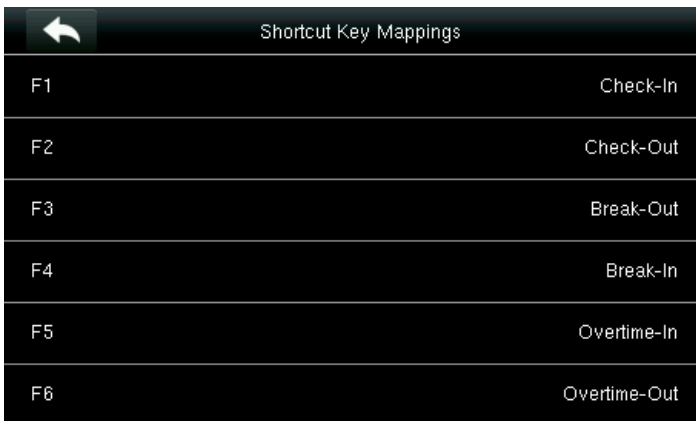 Shortcut Key Mappings
F1 Check-In
F2 Check-Out
F3 Break-Out
F4 Break-In
F5 Overtime-In
F6 Overtime-Out